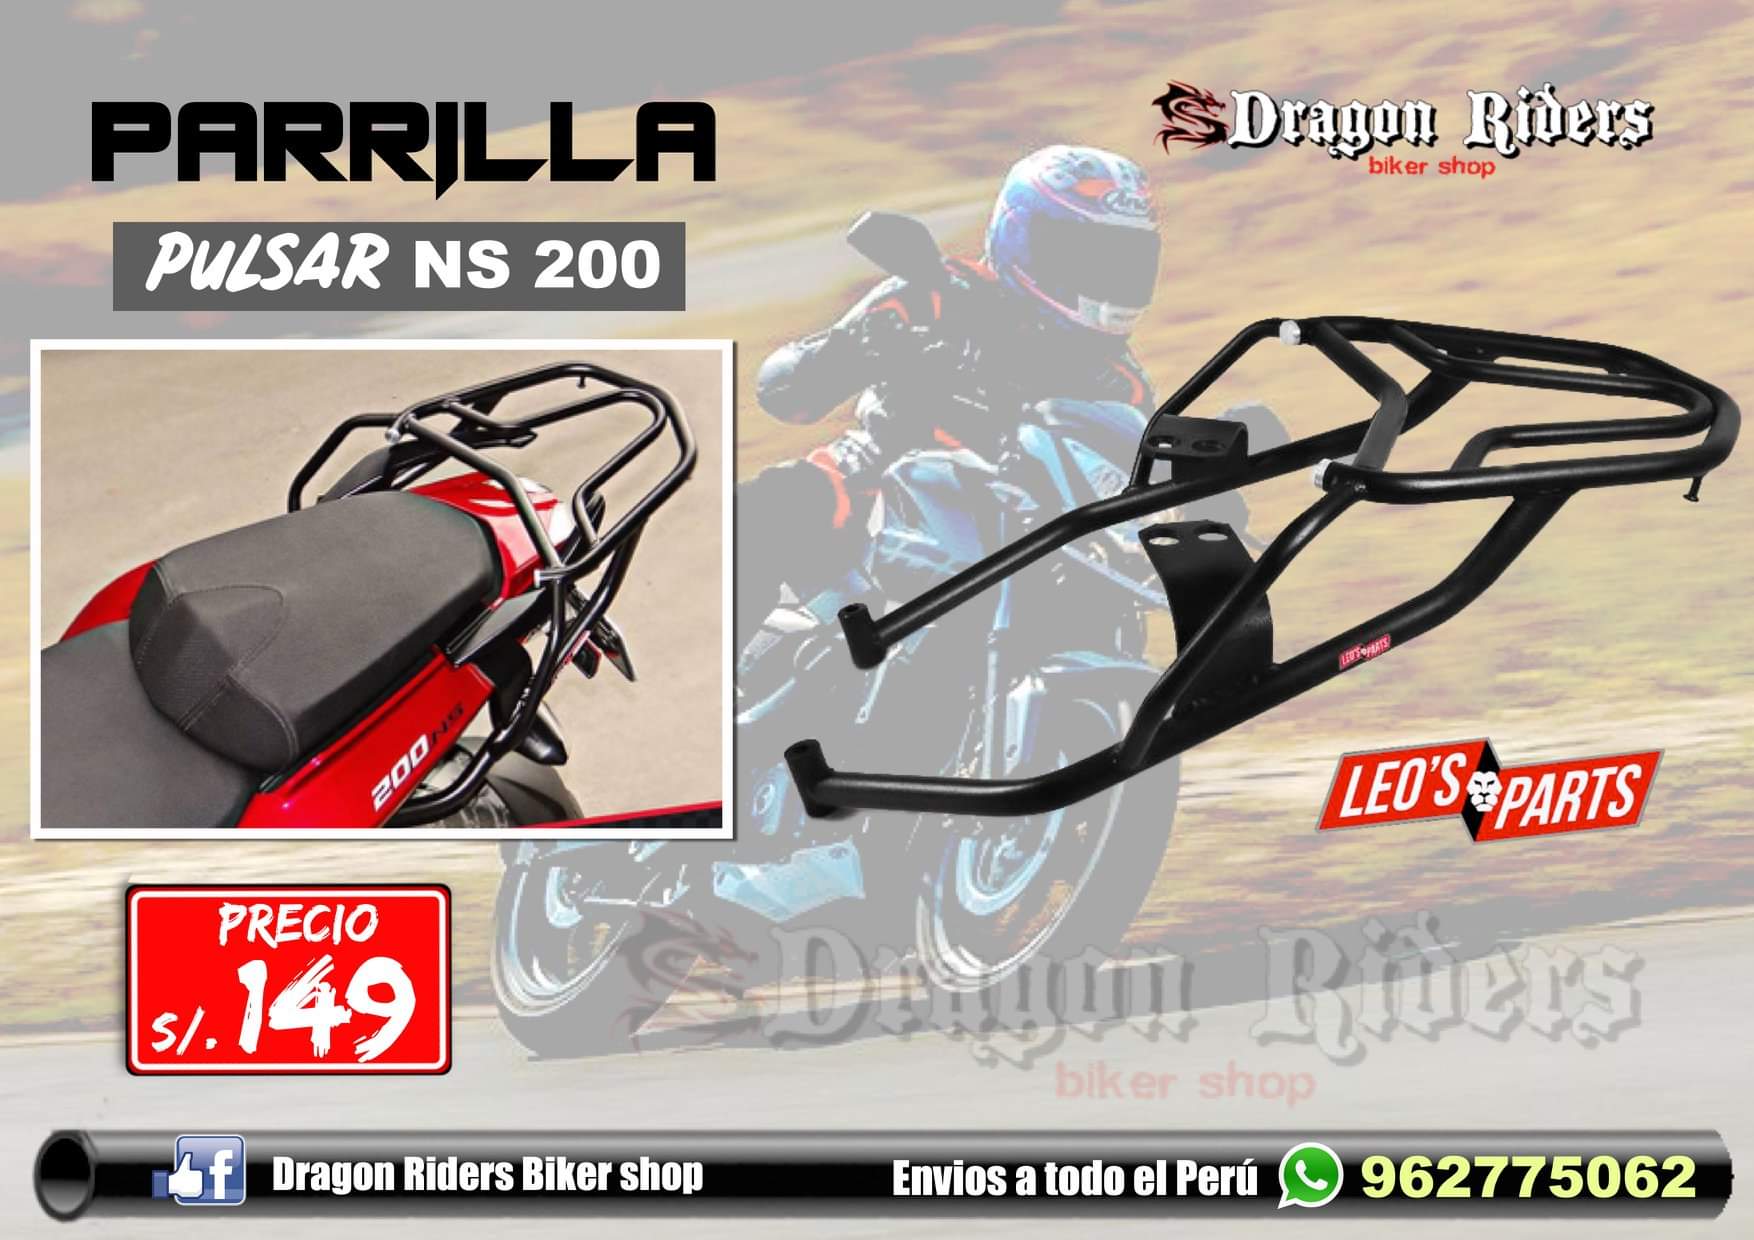 PARRILLA
PULSAR NS 200
Dragon Riders
biker shop
Arai
200NS
LEO'S PARTS
LEO'S PARTS
PRECIO
S/. 149
Dragon Riders
biker shop
f
Dragon Riders Biker shop
Envios a todo el Perú 962775062